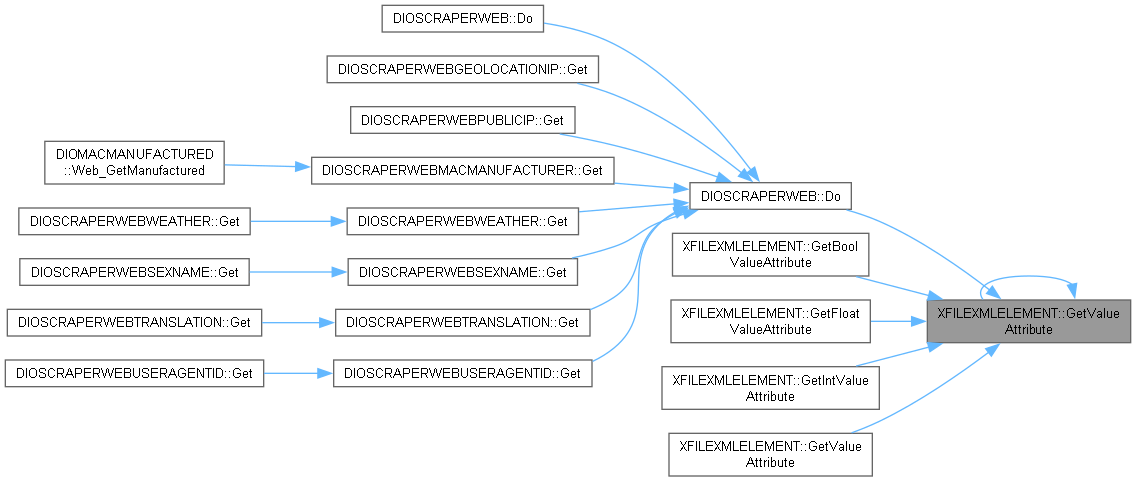 DIOSCRAPERWEB::Do
DIOSCRAPERWEBGEOLOCATIONIP::Get
DIOSCRAPERWEBPUBLICIP::Get
DIOMACMANUFACTURED
::Web_GetManufactured
DIOSCRAPERWEBMACMANUFACTURER::Get
DIOSCRAPERWEB::Do
DIOSCRAPERWEBWEATHER::Get
DIOSCRAPERWEBWEATHER::Get
DIOSCRAPERWEBSEXNAME::Get
DIOSCRAPERWEBSEXNAME::Get
DIOSCRAPERWEBTRANSLATION::Get
DIOSCRAPERWEBTRANSLATION::Get
DIOSCRAPERWEBUSERAGENTID::Get
DIOSCRAPERWEBUSERAGENTID::Get
XFILEXMLELEMENT::GetBool
ValueAttribute
XFILEXMLELEMENT::GetFloat
ValueAttribute
XFILEXMLELEMENT::GetIntValue
Attribute
XFILEXMLELEMENT::GetValue
Attribute
XFILEXMLELEMENT::GetValue
Attribute